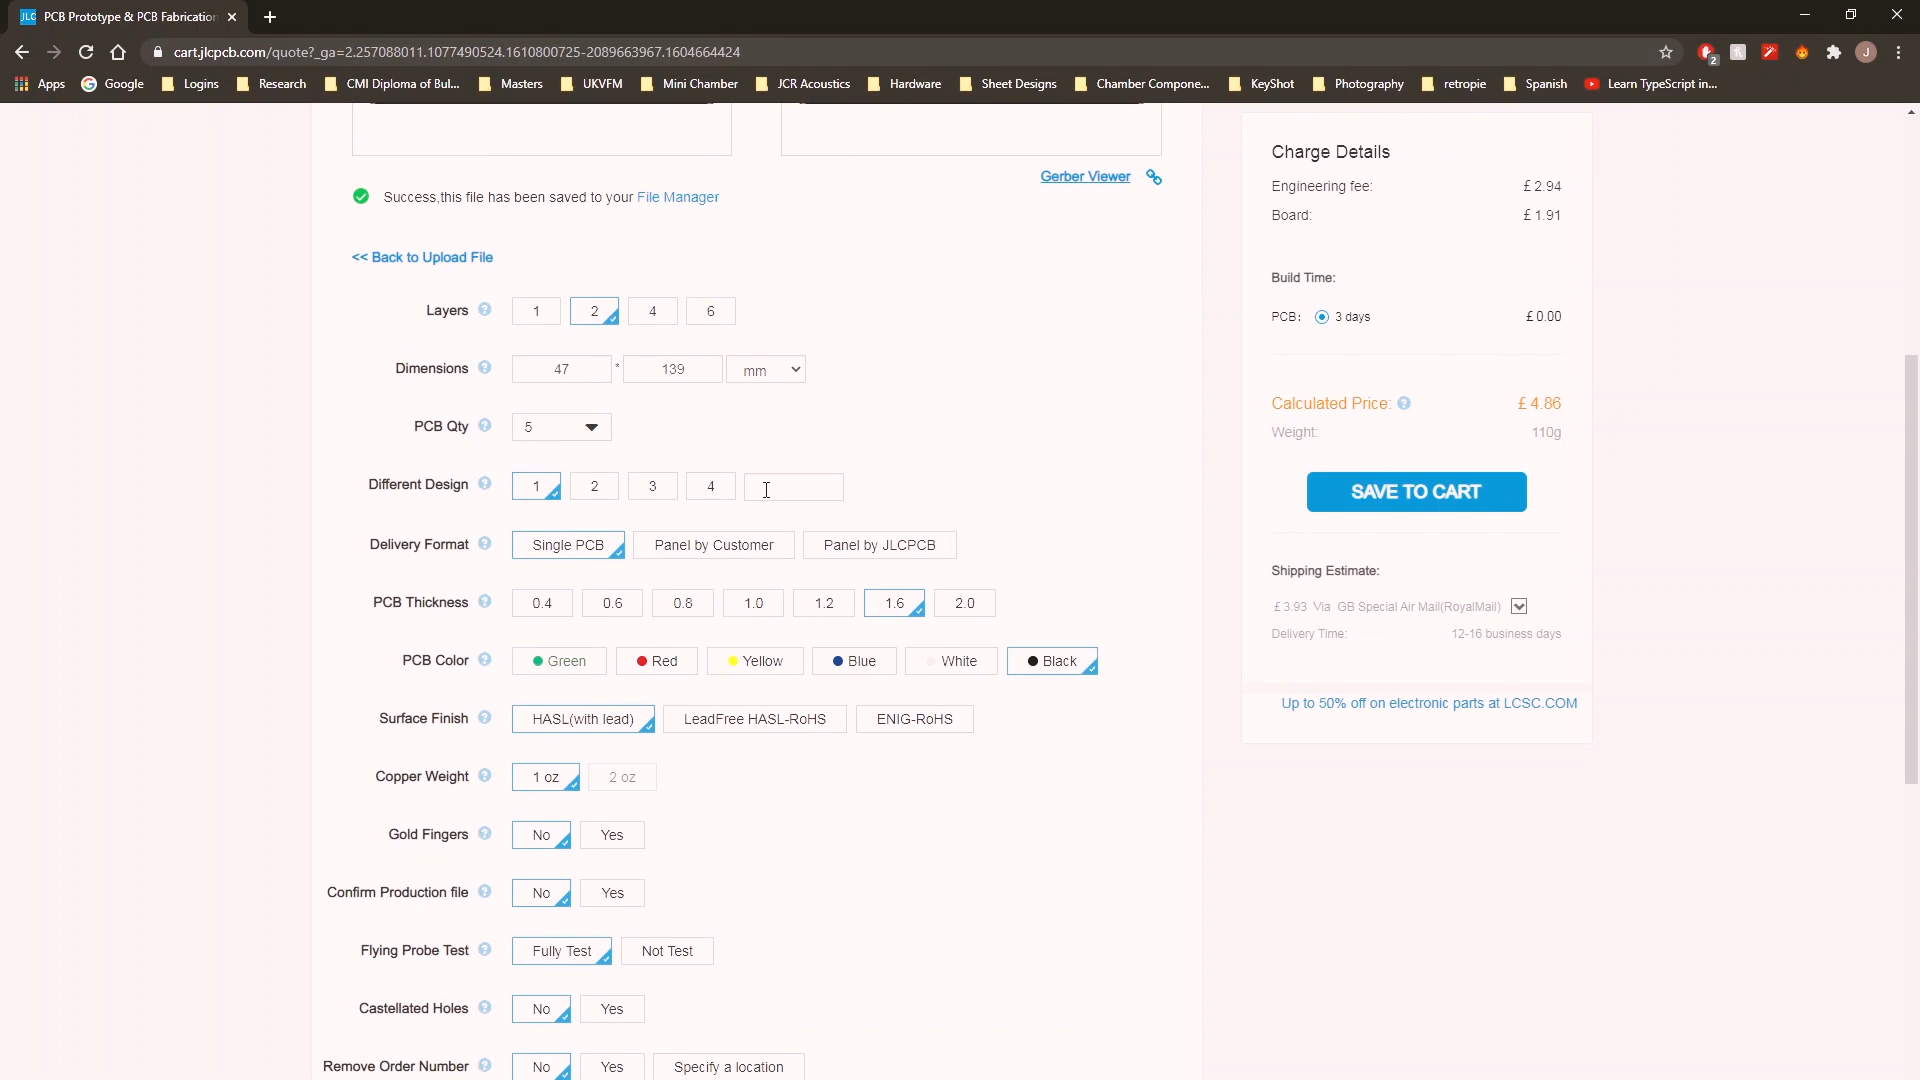 JLC PCB Prototype & PCB Fabrication
cart.jlcpcb.com/quote?_ga=2.257088011.1077490524.1610800725-2089663967.1604664424
2
J
Apps Google Logins Research CMI Diploma of Bul... Masters UKVFM Mini Chamber JCR Acoustics Hardware Sheet Designs Chamber Compone... KeyShot Photography retropie Spanish Learn TypeScript in...
Gerber Viewer
Success,this file has been saved to your File Manager
<< Back to Upload File
Layers ? 1 2 4 6
Dimensions ? 47 * 139 mm
PCB Qty ? 5
Different Design ? 1 2 3 4
Delivery Format ? Single PCB Panel by Customer Panel by JLCPCB
PCB Thickness ? 0.4 0.6 0.8 1.0 1.2 1.6 2.0
PCB Color ? Green Red Yellow Blue White Black
Surface Finish ? HASL(with lead) LeadFree HASL-RoHS ENIG-RoHS
Copper Weight ? 1 oz 2 oz
Gold Fingers ? No Yes
Confirm Production file ? No Yes
Flying Probe Test ? Fully Test Not Test
Castellated Holes ? No Yes
Remove Order Number ? No Yes Specify a location
Charge Details
Engineering fee: £ 2.94
Board: £ 1.91
Build Time:
PCB: 3 days £ 0.00
Calculated Price: ? £ 4.86
Weight: 110g
SAVE TO CART
Shipping Estimate:
£ 3.93 Via GB Special Air Mail(RoyalMail)
Delivery Time: 12-16 business days
Up to 50% off on electronic parts at LCSC.COM